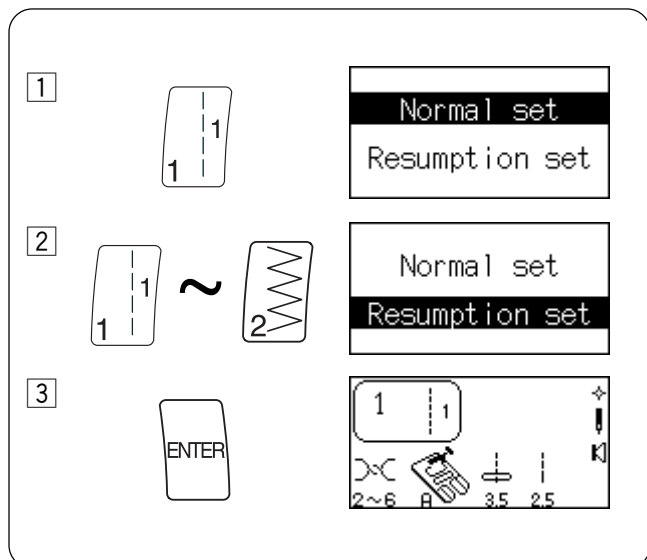 1
1
1
Normal set
Resumption set
2
1
1
~
2
Normal set
Resumption set
3
ENTER
1
1
2~6 A 3.5 2.5